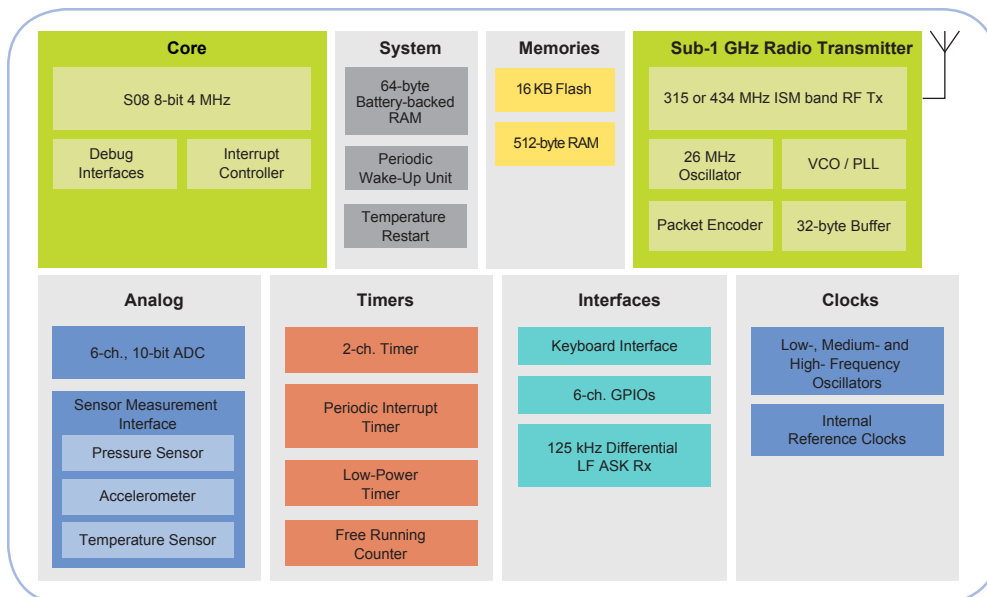 Core
S08 8-bit 4 MHz
Debug
Interfaces
Interrupt
Controller
System
64-byte
Battery-backed
RAM
Periodic
Wake-Up Unit
Temperature
Restart
Memories
16 KB Flash
512-byte RAM
Sub-1 GHz Radio Transmitter
315 or 434 MHz ISM band RF Tx
26 MHz
Oscillator
VCO / PLL
Packet Encoder
32-byte Buffer
Analog
6-ch., 10-bit ADC
Sensor Measurement
Interface
Pressure Sensor
Accelerometer
Temperature Sensor
Timers
2-ch. Timer
Periodic Interrupt
Timer
Low-Power
Timer
Free Running
Counter
Interfaces
Keyboard Interface
6-ch. GPIOs
125 kHz Differential
LF ASK Rx
Clocks
Low-, Medium- and
High- Frequency
Oscillators
Internal
Reference Clocks